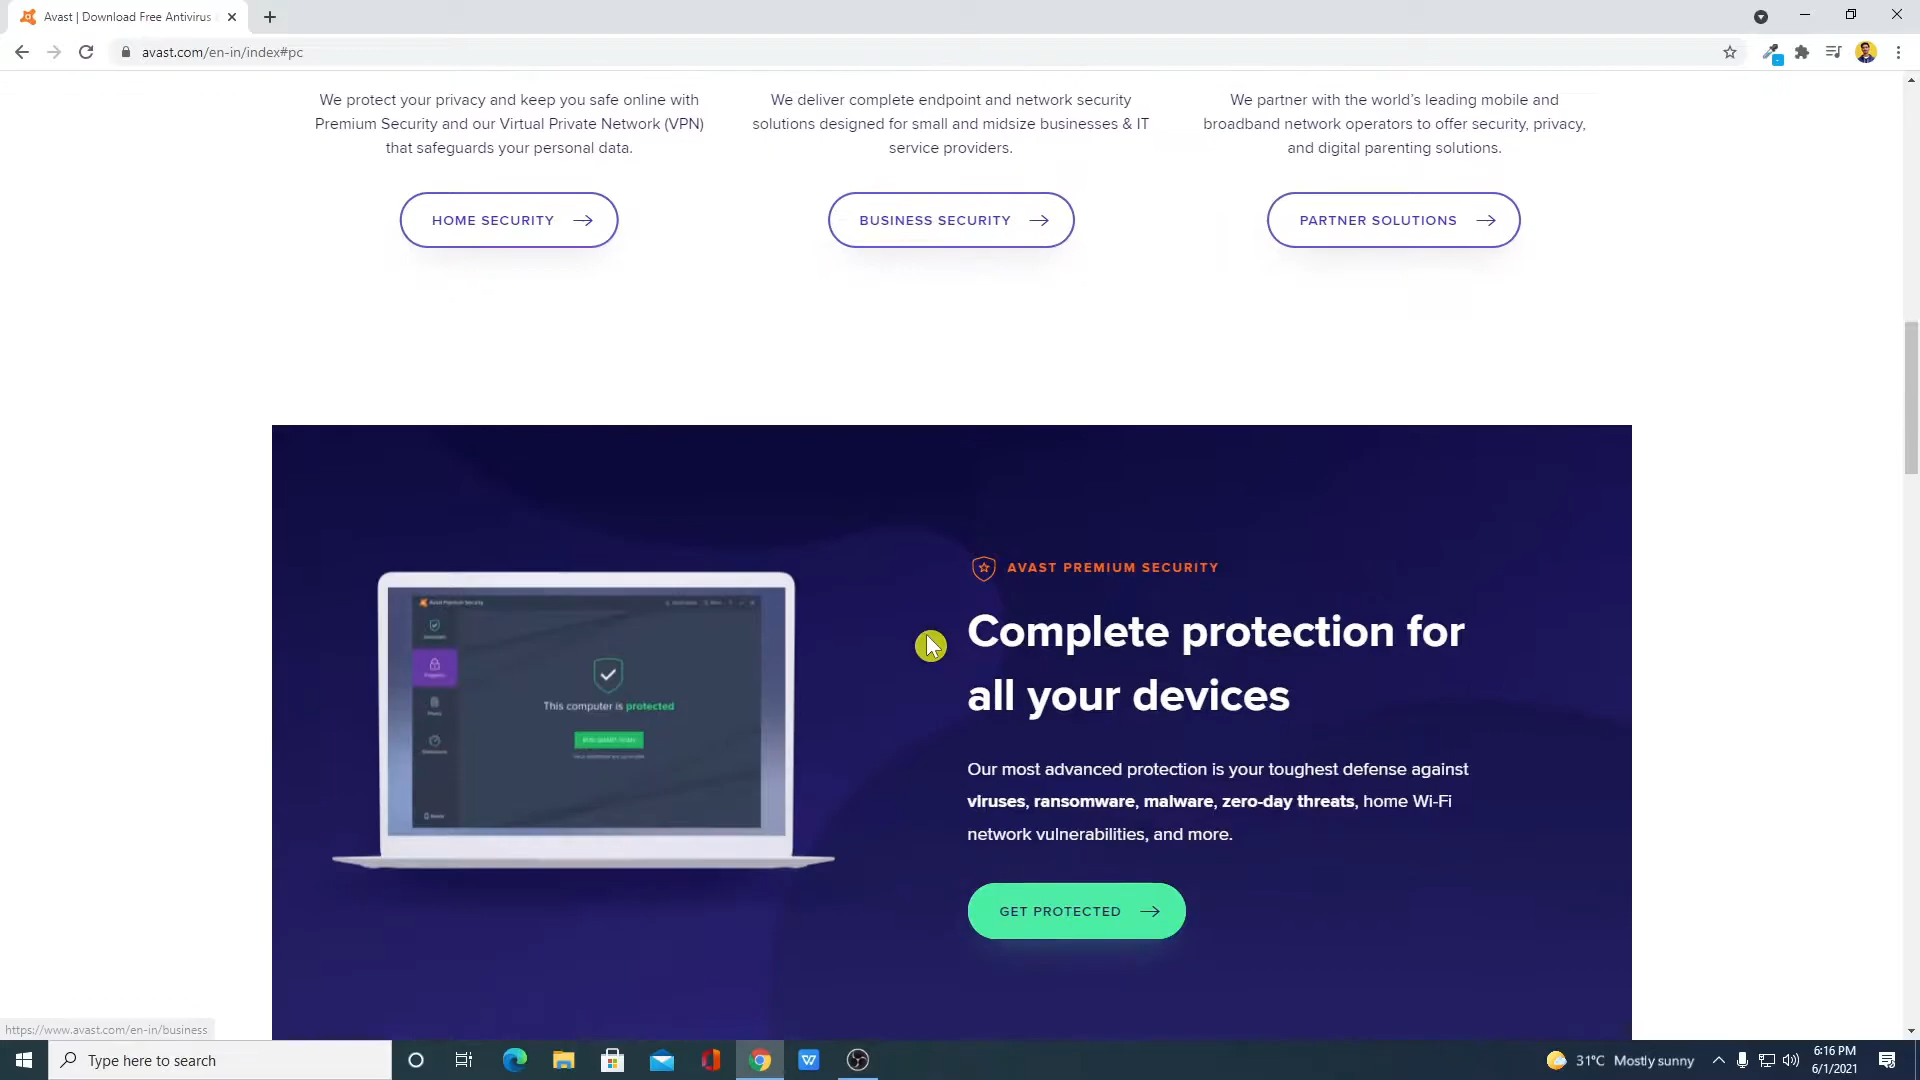 Avast | Download Free Antivirus
avast.com/en-in/index#pc
We protect your privacy and keep you safe online with
Premium Security and our Virtual Private Network (VPN)
that safeguards your personal data.
HOME SECURITY
We deliver complete endpoint and network security
solutions designed for small and midsize businesses & IT
service providers.
BUSINESS SECURITY
We partner with the world’s leading mobile and
broadband network operators to offer security, privacy,
and digital parenting solutions.
PARTNER SOLUTIONS
Avast Premium Security
This computer is protected
RUN SMART SCAN
AVAST PREMIUM SECURITY
Complete protection for
all your devices
Our most advanced protection is your toughest defense against
viruses, ransomware, malware, zero-day threats, home Wi-Fi
network vulnerabilities, and more.
GET PROTECTED
https://www.avast.com/en-in/business
Type here to search
31°C Mostly sunny
6:16 PM
6/1/2021